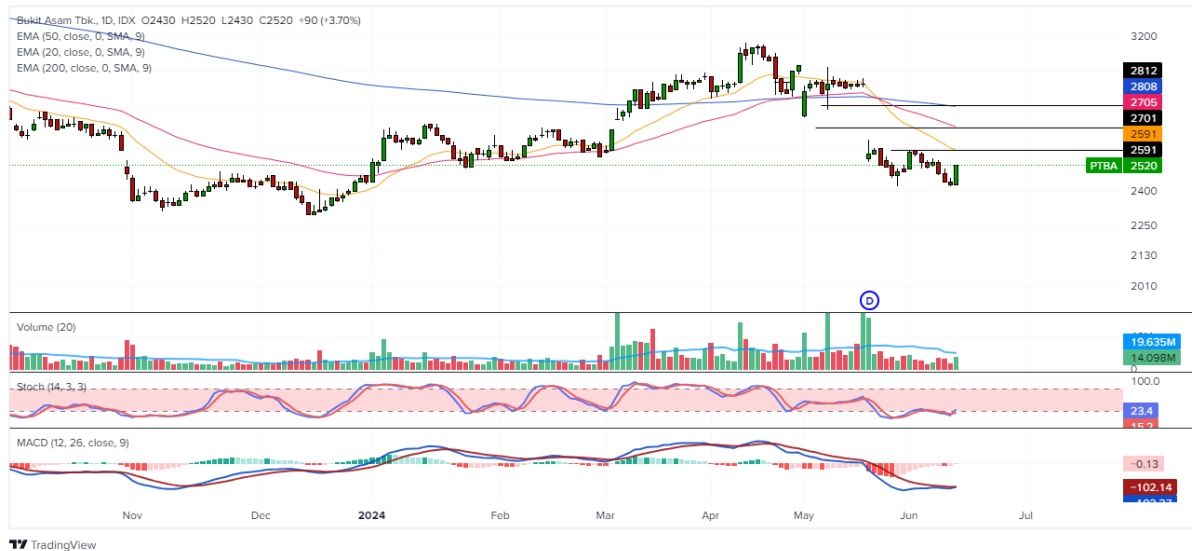 Bukit Asam Tbk., 1D, IDX O2430 H2520 L2430 C2520 +90 (+3.70%)
EMA (50, close, 0, SMA, 9)
EMA (20, close, 0, SMA, 9)
EMA (200, close, 0, SMA, 9)
3200
2812
2808
2705
2701
2591
2591
PTBA 2520
2400
2250
2130
2010
D
Volume (20)
19.635M
14.098M
0
Stoch (14, 3, 3)
100.0
23.4
15.2
MACD (12, 26, close, 9)
−0.13
−102.14
Nov Dec 2024 Feb Mar Apr May Jun Jul
TradingView